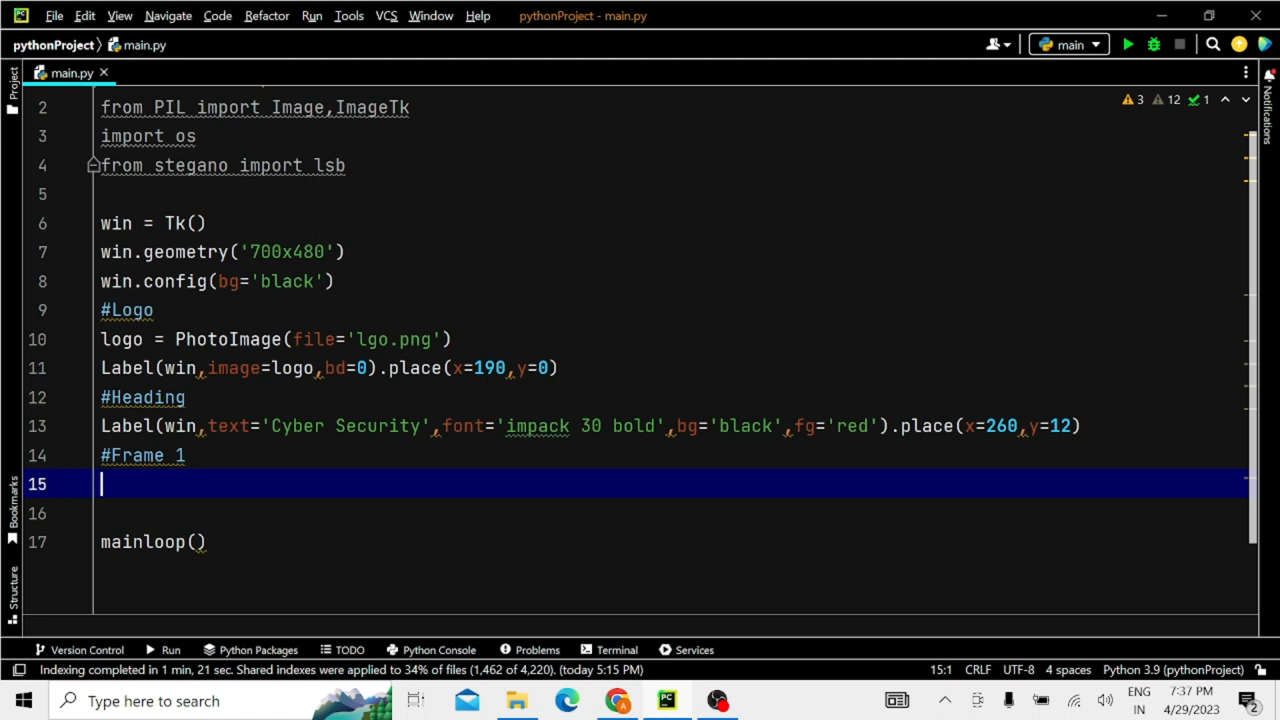 File Edit View Navigate Code Refactor Run Tools VCS Window Help pythonProject - main.py
pythonProject main.py main
main.py
Project
Notifications
3 12 1
2 from PIL import Image,ImageTk
3 import os
4 from stegano import lsb
5
6 win = Tk()
7 win.geometry('700x480')
8 win.config(bg='black')
9 #Logo
10 logo = PhotoImage(file='lgo.png')
11 Label(win,image=logo,bd=0).place(x=190,y=0)
12 #Heading
13 Label(win,text='Cyber Security',font='impack 30 bold',bg='black',fg='red').place(x=260,y=12)
14 #Frame 1
15
16
17 mainloop()
Bookmarks
Structure
Version Control Run Python Packages TODO Python Console Problems Terminal Services
Indexing completed in 1 min, 21 sec. Shared indexes were applied to 34% of files (1,462 of 4,220). (today 5:15 PM) 15:1 CRLF UTF-8 4 spaces Python 3.9 (pythonProject)
Type here to search
ENG
IN
7:37 PM
4/29/2023
2